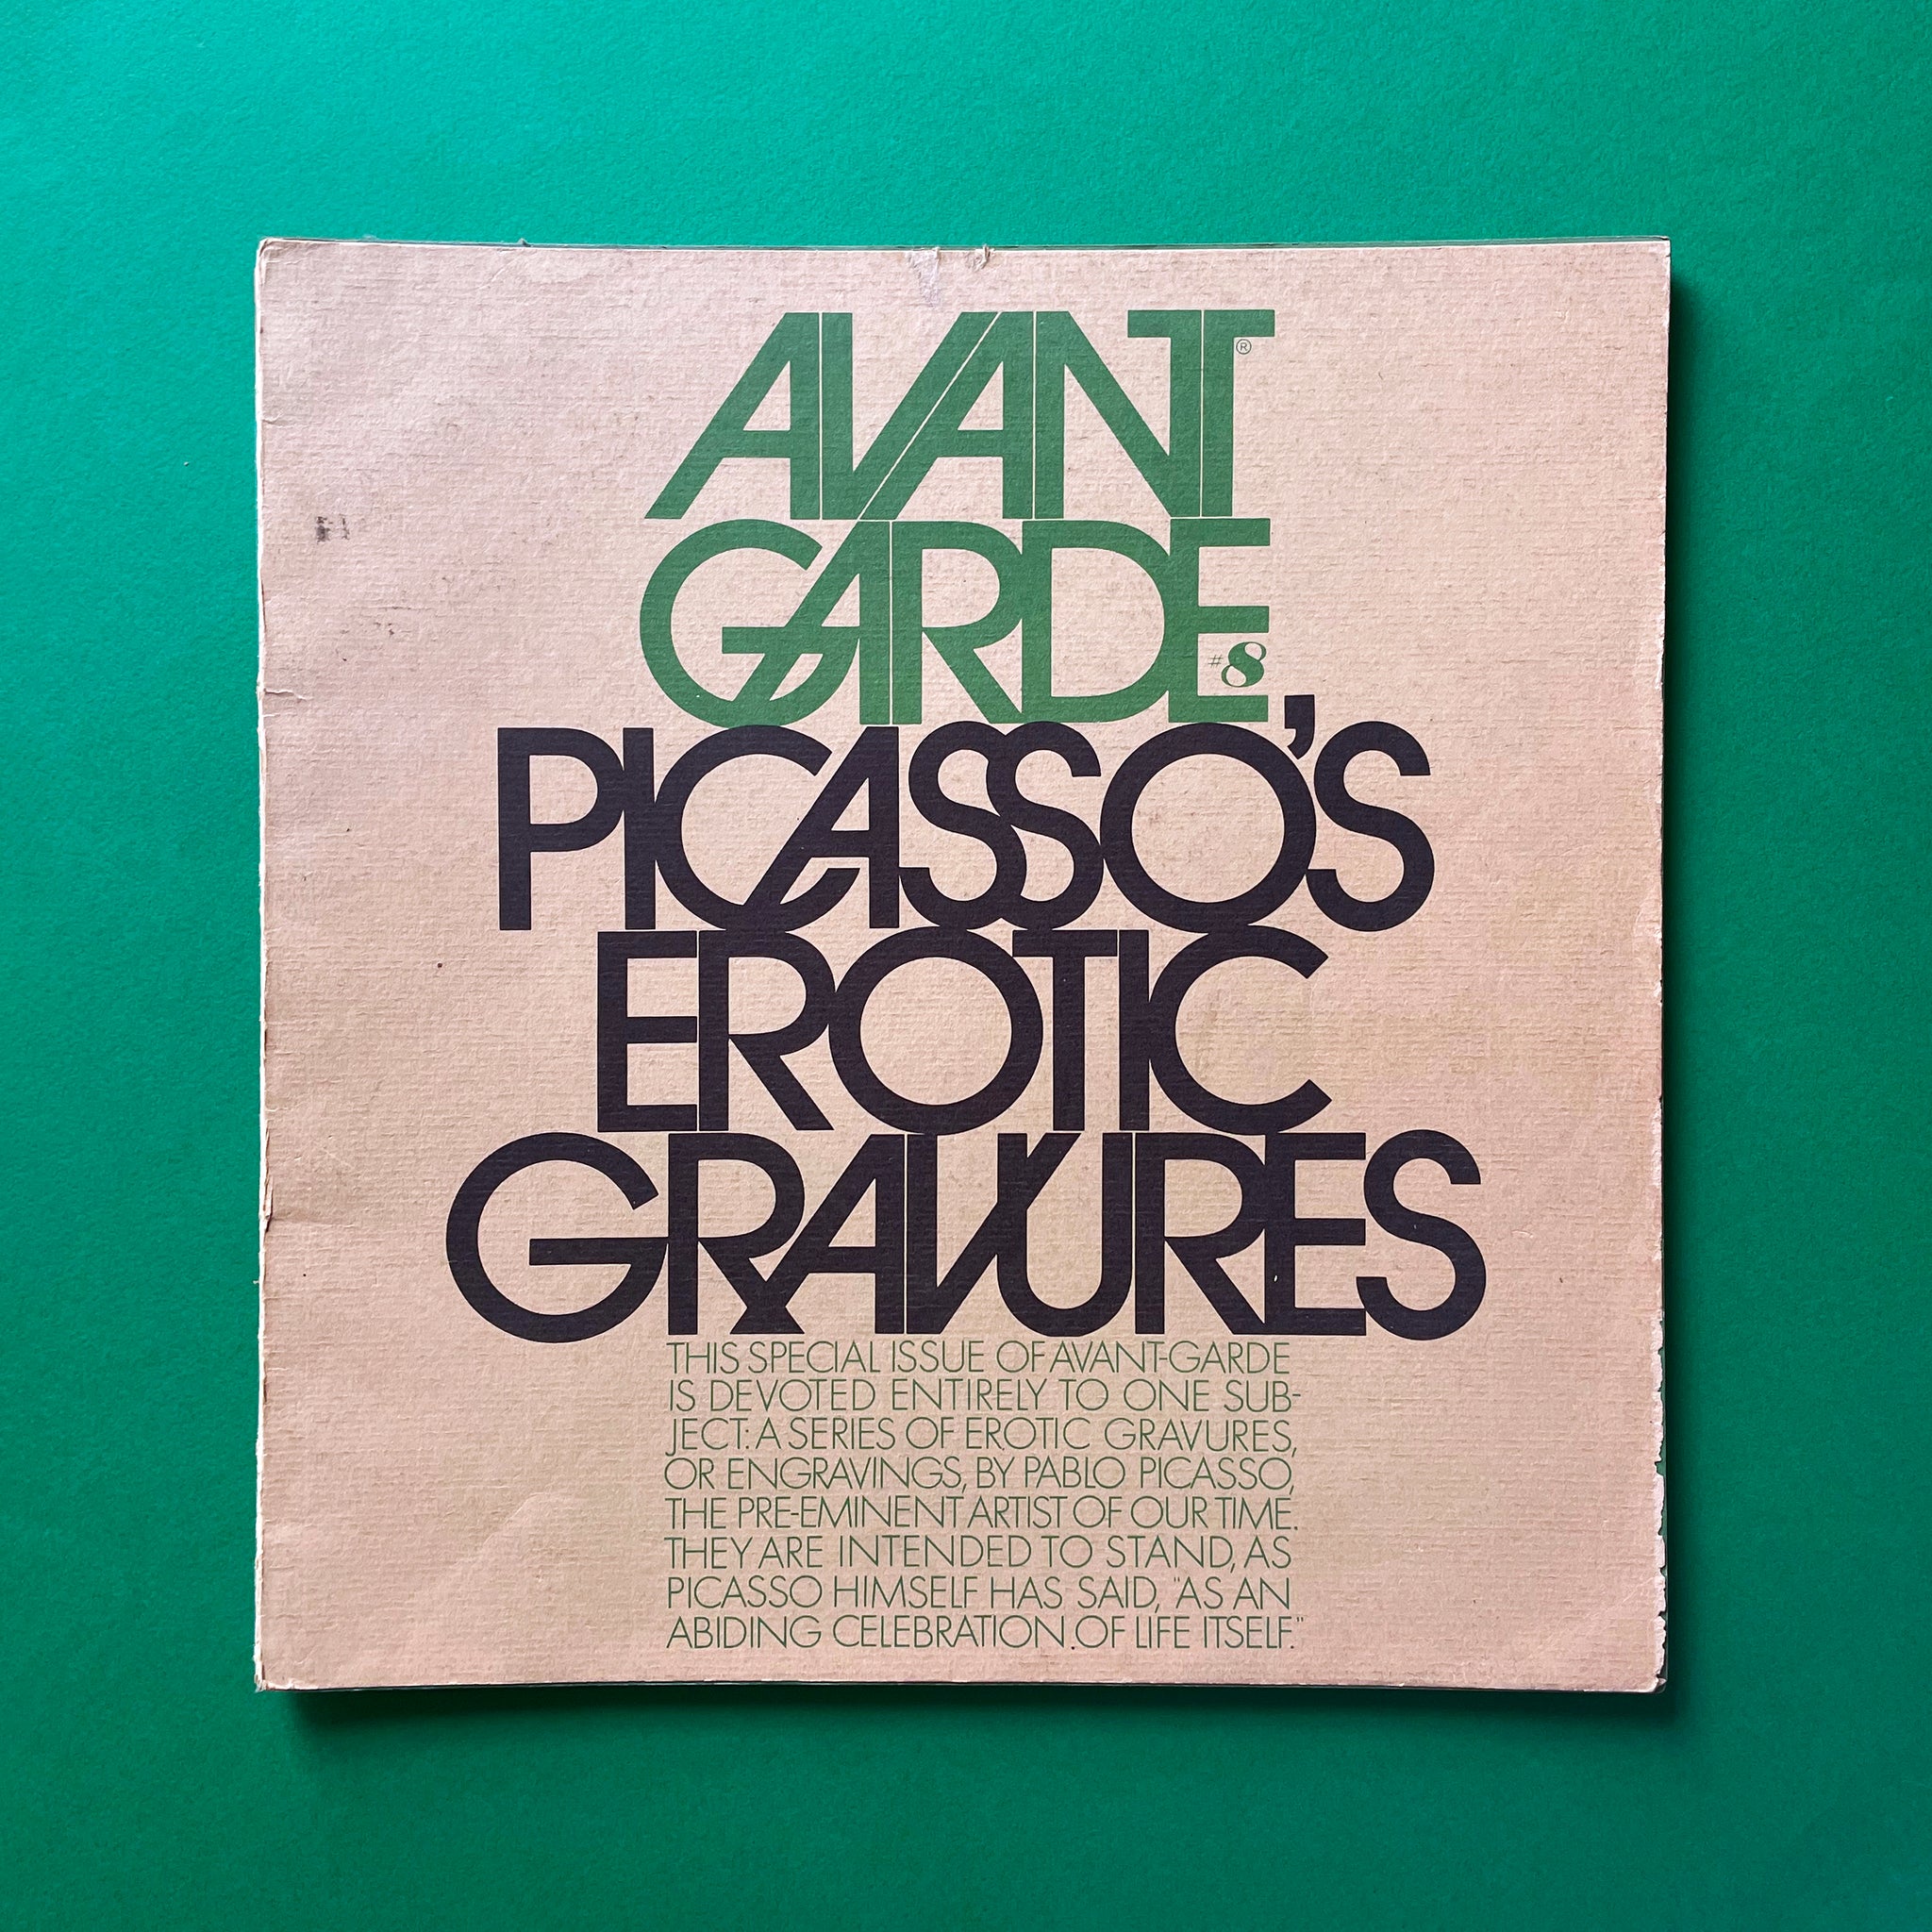 AVANT®
GARDE #8
PICASSO'S
EROTIC
GRAVURES
THIS SPECIAL ISSUE OF AVANT-GARDE
IS DEVOTED ENTIRELY TO ONE SUB-
JECT: A SERIES OF EROTIC GRAVURES,
OR ENGRAVINGS, BY PABLO PICASSO,
THE PRE-EMINENT ARTIST OF OUR TIME.
THEY ARE INTENDED TO STAND, AS
PICASSO HIMSELF HAS SAID, "AS AN
ABIDING CELEBRATION OF LIFE ITSELF."